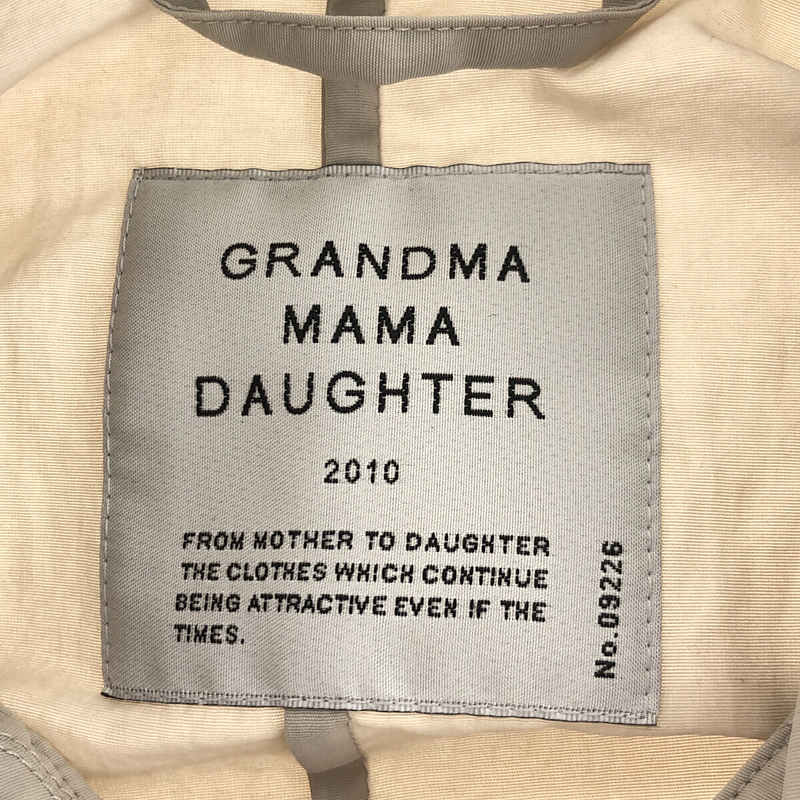 GRANDMA
MAMA
DAUGHTER
2010
FROM MOTHER TO DAUGHTER
THE CLOTHES WHICH CONTINUE
BEING ATTRACTIVE EVEN IF THE
TIMES.
No.09226